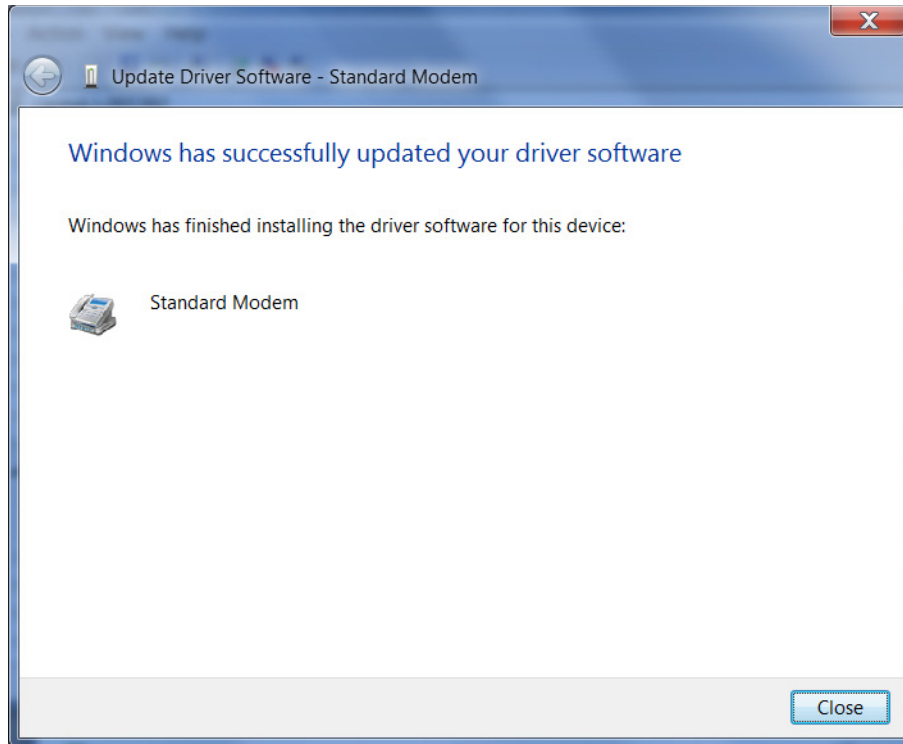 Update Driver Software - Standard Modem
Windows has successfully updated your driver software
Windows has finished installing the driver software for this device:
Standard Modem
Close